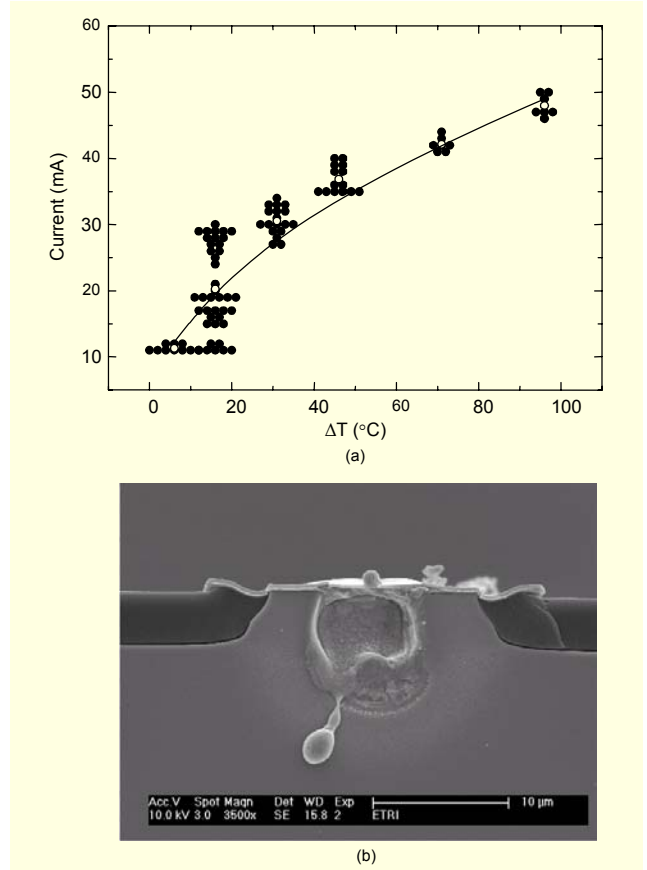 60
50
40
30
20
10
Current (mA)
0 20 40 60 80 100
ΔT (°C)
(a)
Acc.V Spot Magn Det WD Exp 10 µm
10.0 kV 3.0 3500x SE 15.8 2 ETRI
(b)